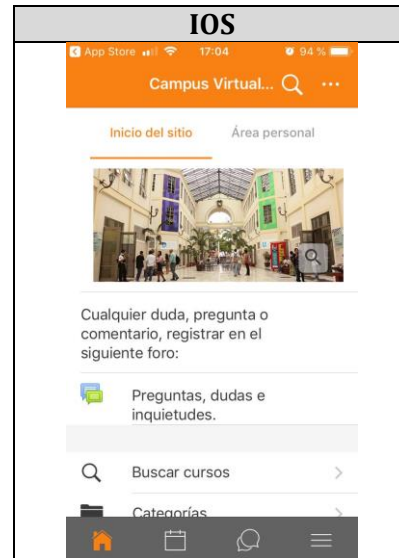 IOS
App Store 17:04 94 %
Campus Virtual...
Inicio del sitio Área personal
Cualquier duda, pregunta o
comentario, registrar en el
siguiente foro:
Preguntas, dudas e
inquietudes.
Buscar cursos
Categorías